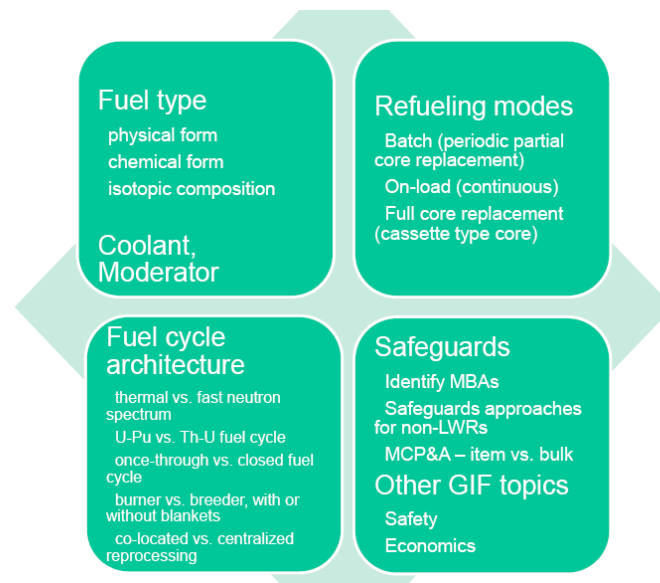 Fuel type
physical form
chemical form
isotopic composition
Coolant,
Moderator
Refueling modes
Batch (periodic partial
core replacement)
On-load (continuous)
Full core replacement
(cassette type core)
Fuel cycle
architecture
thermal vs. fast neutron
spectrum
U-Pu vs. Th-U fuel cycle
once-through vs. closed fuel
cycle
burner vs. breeder, with or
without blankets
co-located vs. centralized
reprocessing
Safeguards
Identify MBAs
Safeguards approaches
for non-LWRs
MCP&A – item vs. bulk
Other GIF topics
Safety
Economics